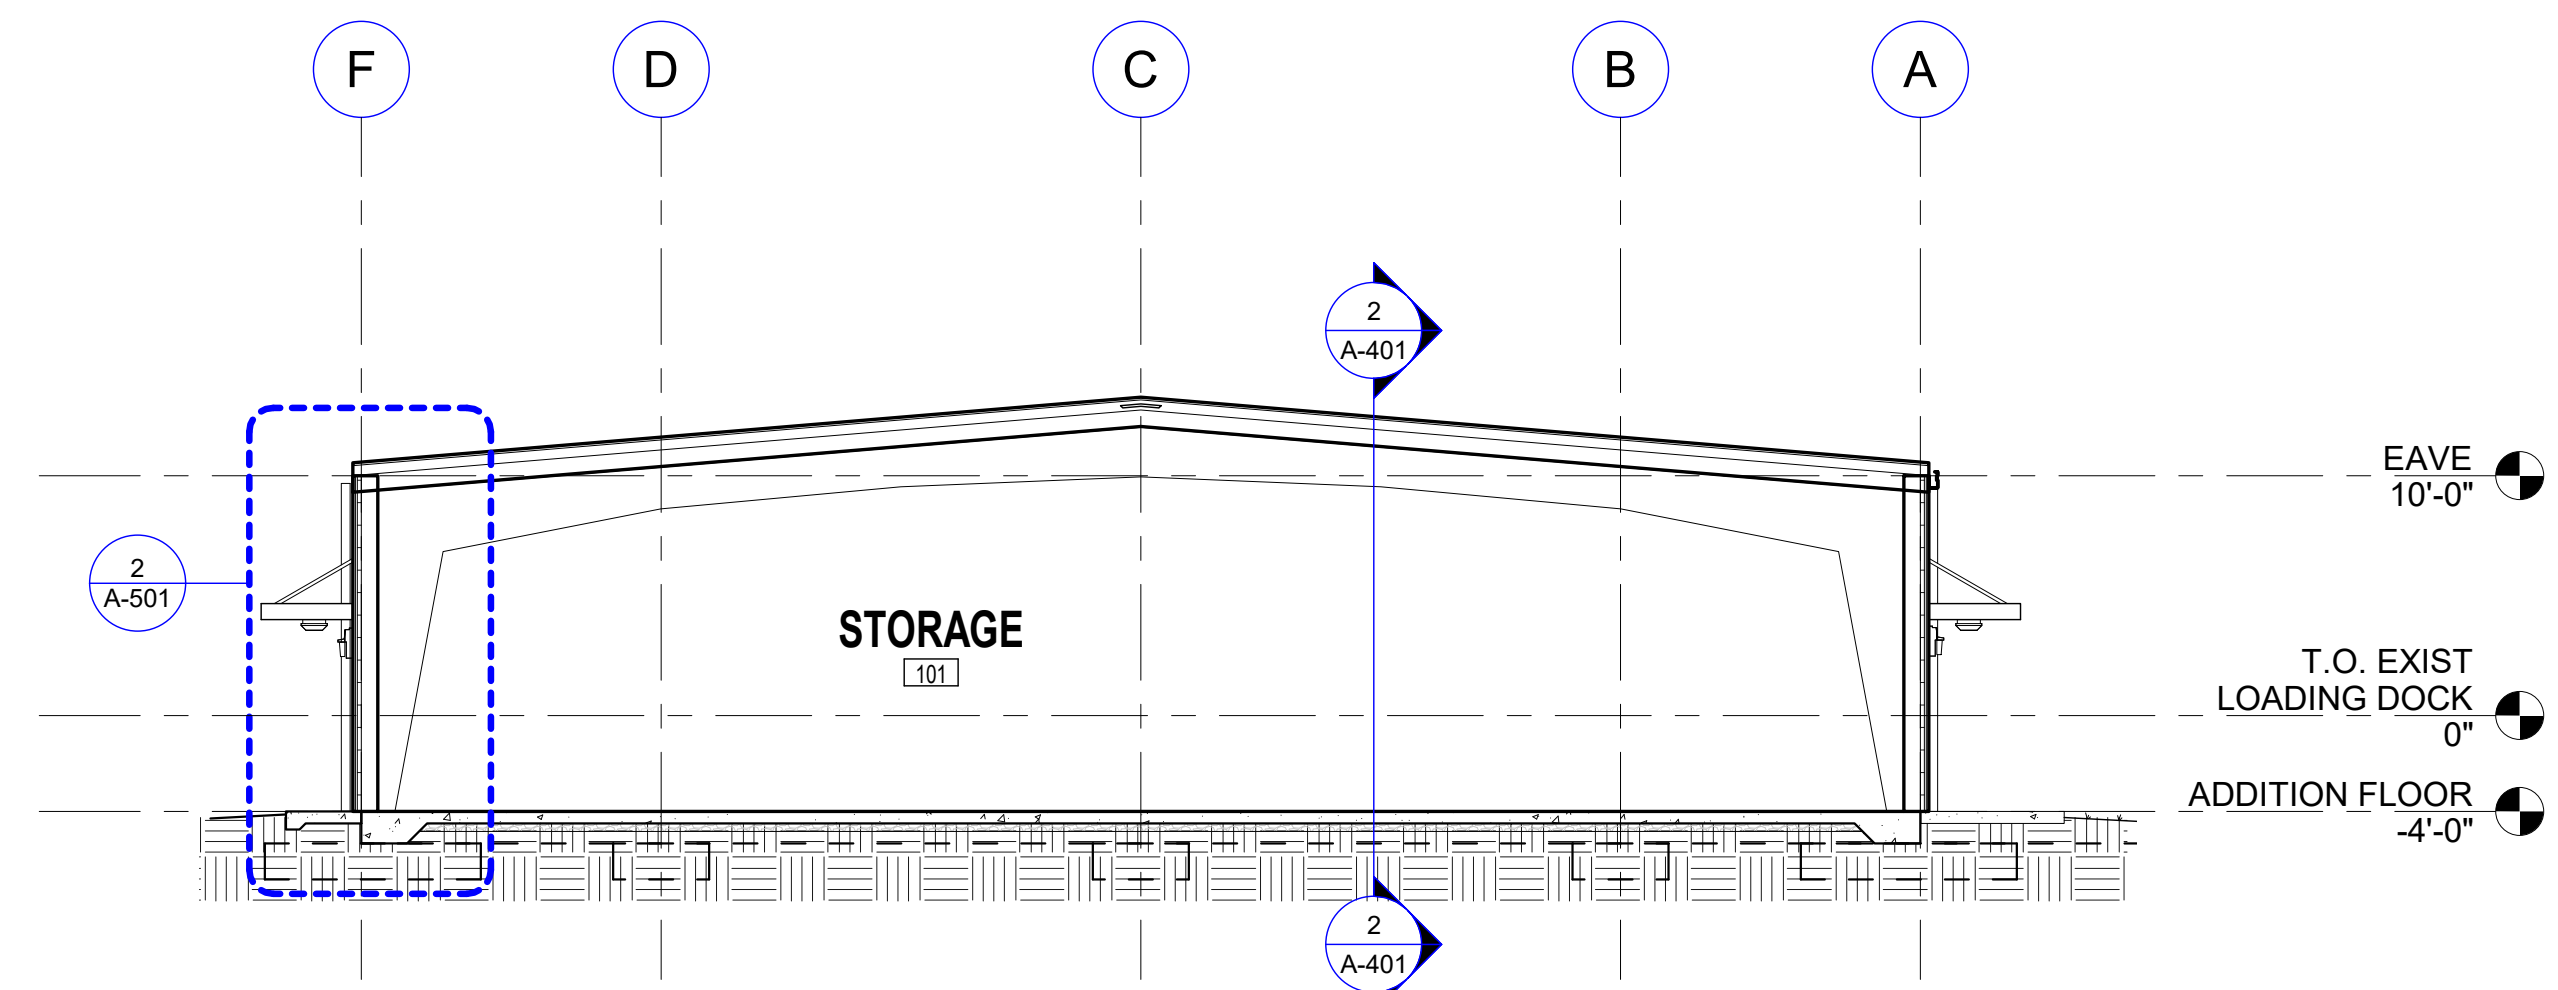 F
D
C
B
A
2
A-401
EAVE
10'-0"
2
A-501
STORAGE
101
T.O. EXIST
LOADING DOCK
0"
ADDITION FLOOR
-4'-0"
2
A-401